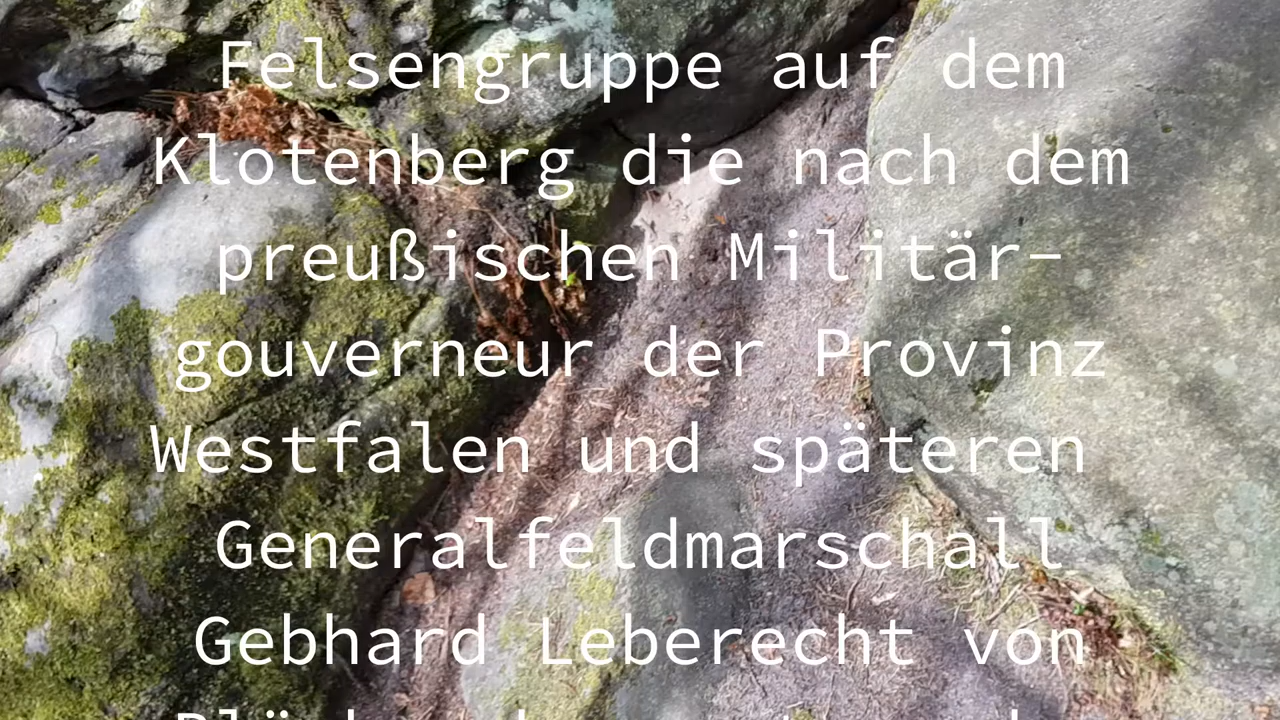 Felsengruppe auf dem
Klotenberg die nach dem
preußischen Militär-
gouverneur der Provinz
Westfalen und späteren
Generalfeldmarschall
Gebhard Leberecht von